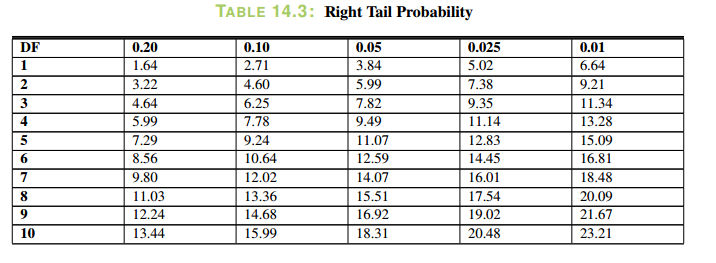 TABLE 14.3: Right Tail Probability
DF 0.20 0.10 0.05 0.025 0.01
1 1.64 2.71 3.84 5.02 6.64
2 3.22 4.60 5.99 7.38 9.21
3 4.64 6.25 7.82 9.35 11.34
4 5.99 7.78 9.49 11.14 13.28
5 7.29 9.24 11.07 12.83 15.09
6 8.56 10.64 12.59 14.45 16.81
7 9.80 12.02 14.07 16.01 18.48
8 11.03 13.36 15.51 17.54 20.09
9 12.24 14.68 16.92 19.02 21.67
10 13.44 15.99 18.31 20.48 23.21